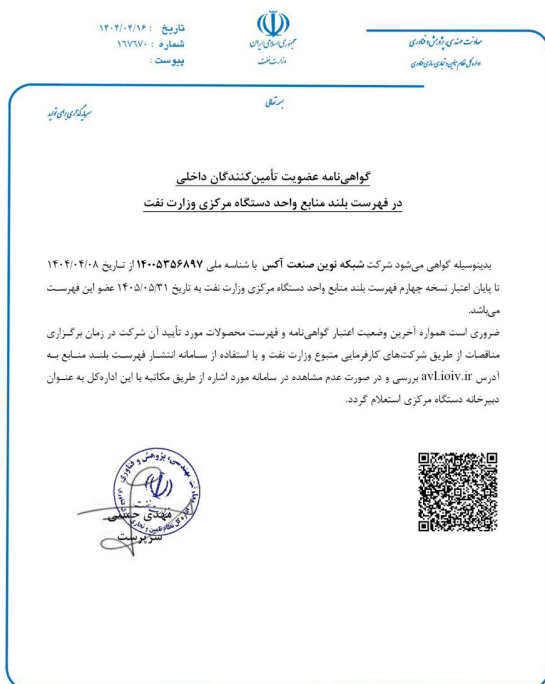 تاریخ : ۱۴۰۴/۰۴/۱۶
شماره : ۱۶۷۶۷۰
پیوست :
جمهوری اسلامی ایران
وزارت نفت
معاونت مهندسی، پژوهش و فناوری
اداره کل نظام تامین و تجاری سازی فناوری
بسمه تعالی
سرمایه گذاری برای تولید
گواهی‌نامه عضویت تأمین‌کنندگان داخلی
در فهرست بلند منابع واحد دستگاه مرکزی وزارت نفت
بدینوسیله گواهی می‌شود شرکت شبکه نوین صنعت آکس با شناسه ملی ۱۴۰۰۵۳۵۶۸۹۷ از تاریخ ۱۴۰۴/۰۴/۰۸
تا پایان اعتبار نسخه چهارم فهرست بلند منابع واحد دستگاه مرکزی وزارت نفت به تاریخ ۱۴۰۵/۰۵/۳۱ عضو این فهرست
می‌باشد.
ضروری است همواره آخرین وضعیت اعتبار گواهی‌نامه و فهرست محصولات مورد تأیید آن شرکت در زمان برگزاری
مناقصات از طریق شرکت‌های کارفرمایی متبوع وزارت نفت و با استفاده از سامانه انتشار فهرست بلند منابع به
آدرس avl.ioiv.ir بررسی و در صورت عدم مشاهده در سامانه مورد اشاره از طریق مکاتبه با این اداره‌کل به عنوان
دبیرخانه دستگاه مرکزی استعلام گردد.
سرپرست